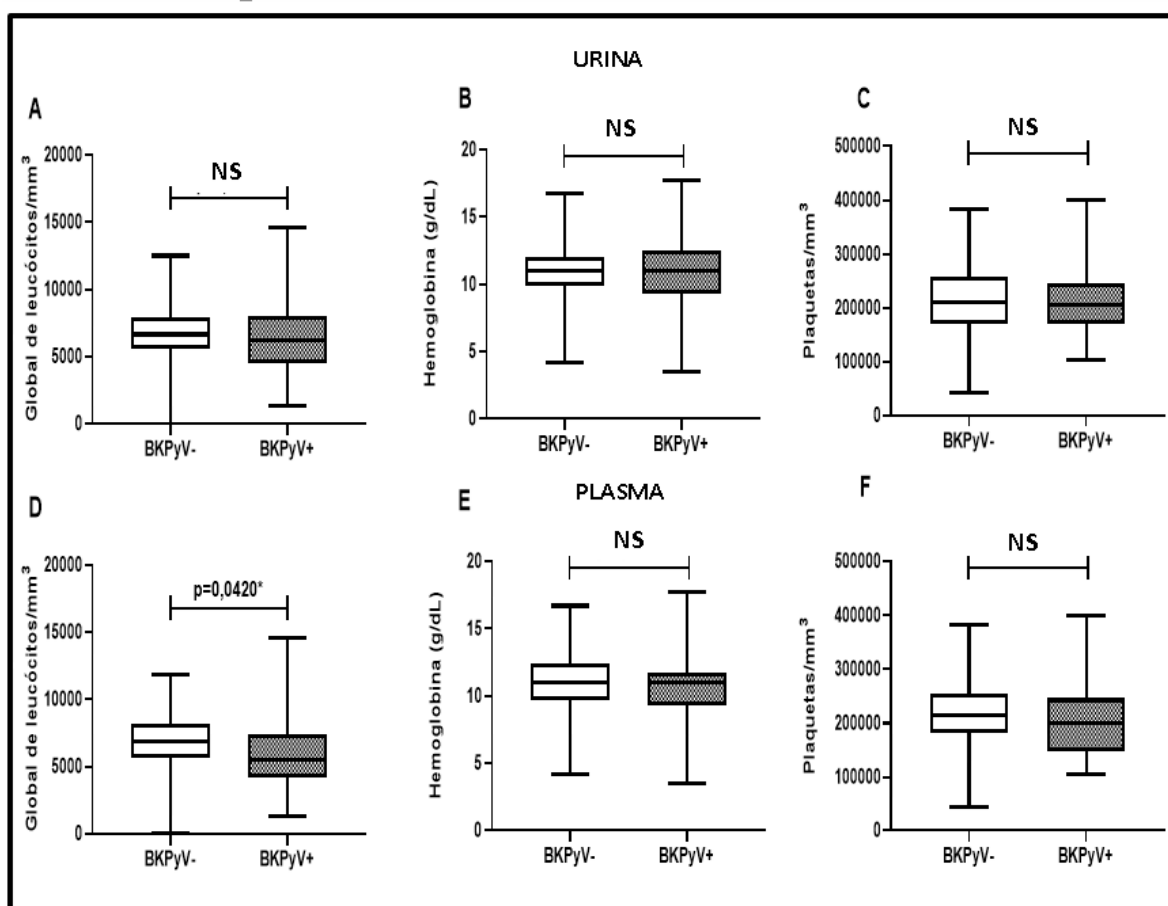 URINA
A
Global de leucócitos/mm³
20000
15000
10000
5000
0
NS
BKPyV-
BKPyV+
B
Hemoglobina (g/dL)
20
15
10
5
0
NS
BKPyV-
BKPyV+
C
Plaquetas/mm³
500000
400000
300000
200000
100000
0
NS
BKPyV-
BKPyV+
PLASMA
D
Global de leucócitos/mm³
20000
15000
10000
5000
0
p=0,0420*
BKPyV-
BKPyV+
E
Hemoglobina (g/dL)
20
15
10
5
0
NS
BKPyV-
BKPyV+
F
Plaquetas/mm³
500000
400000
300000
200000
100000
0
NS
BKPyV-
BKPyV+